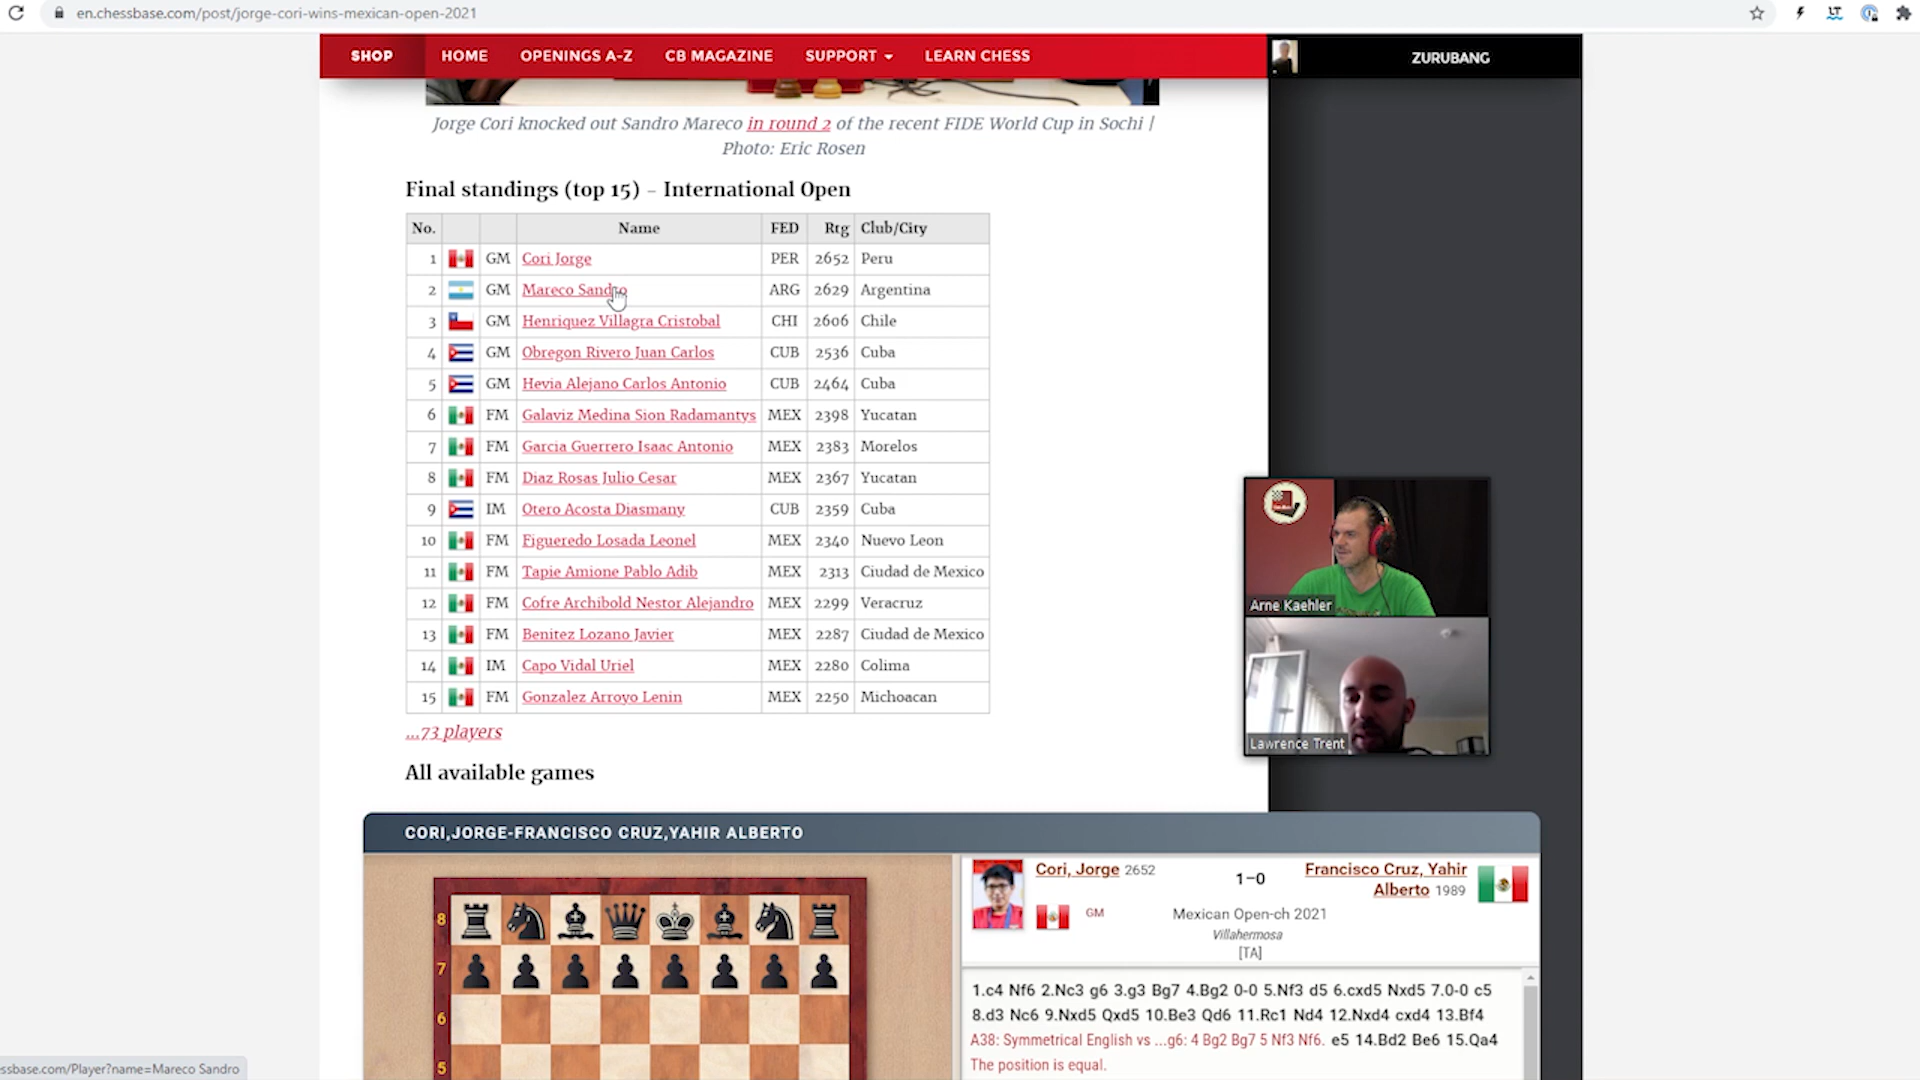 en.chessbase.com/post/jorge-cori-wins-mexican-open-2021
SHOP HOME OPENINGS A-Z CB MAGAZINE SUPPORT LEARN CHESS ZURUBANG
Jorge Cori knocked out Sandro Mareco in round 2 of the recent FIDE World Cup in Sochi |
Photo: Eric Rosen
Final standings (top 15) – International Open
No. Name FED Rtg Club/City
1 GM Cori Jorge PER 2652 Peru
2 GM Mareco Sandro ARG 2629 Argentina
3 GM Henriquez Villagra Cristobal CHI 2606 Chile
4 GM Obregon Rivero Juan Carlos CUB 2536 Cuba
5 GM Hevia Alejano Carlos Antonio CUB 2464 Cuba
6 FM Galaviz Medina Sion Radamantys MEX 2398 Yucatan
7 FM Garcia Guerrero Isaac Antonio MEX 2383 Morelos
8 FM Diaz Rosas Julio Cesar MEX 2367 Yucatan
9 IM Otero Acosta Diasmany CUB 2359 Cuba
10 FM Figueredo Losada Leonel MEX 2340 Nuevo Leon
11 FM Tapie Amione Pablo Adib MEX 2313 Ciudad de Mexico
12 FM Cofre Archibold Nestor Alejandro MEX 2299 Veracruz
13 FM Benitez Lozano Javier MEX 2287 Ciudad de Mexico
14 IM Capo Vidal Uriel MEX 2280 Colima
15 FM Gonzalez Arroyo Lenin MEX 2250 Michoacan
...73 players
Arne Kaehler
Lawrence Trent
All available games
CORI,JORGE-FRANCISCO CRUZ,YAHIR ALBERTO
8
7
6
5
Cori, Jorge 2652
GM
1–0
Francisco Cruz, Yahir
Alberto 1989
Mexican Open-ch 2021
Villahermosa
[TA]
1.c4 Nf6 2.Nc3 g6 3.g3 Bg7 4.Bg2 0-0 5.Nf3 d5 6.cxd5 Nxd5 7.0-0 c5
8.d3 Nc6 9.Nxd5 Qxd5 10.Be3 Qd6 11.Rc1 Nd4 12.Nxd4 cxd4 13.Bf4
A38: Symmetrical English vs ...g6: 4 Bg2 Bg7 5 Nf3 Nf6. e5 14.Bd2 Be6 15.Qa4
The position is equal.
ssbase.com/Player?name=Mareco Sandro